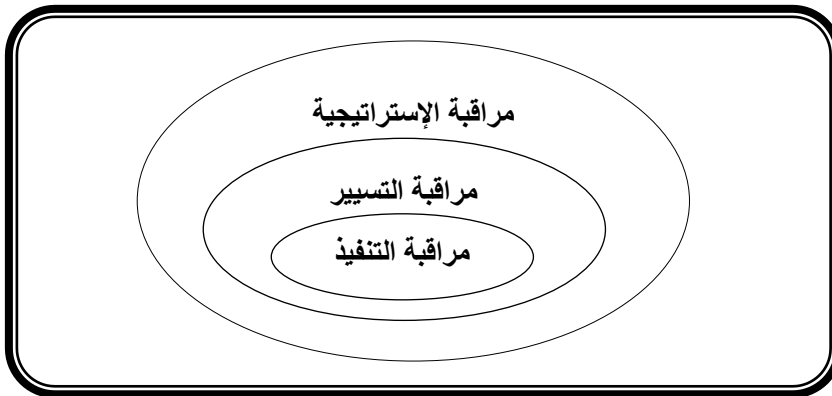 مراقبة الإستراتيجية
مراقبة التسيير
مراقبة التنفيذ